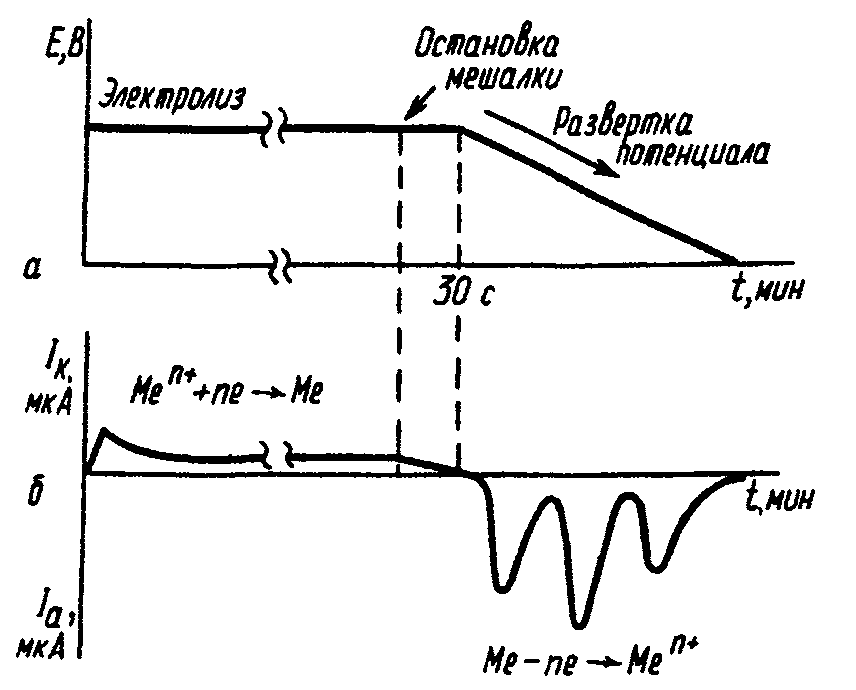 E,В
Электролиз
Остановка
мешалки
Развертка
потенциала
а
30 с
t,мин
Iк,
мкА
Meⁿ⁺+ne→Me
б
t,мин
Iа,
мкА
Me–ne→Meⁿ⁺